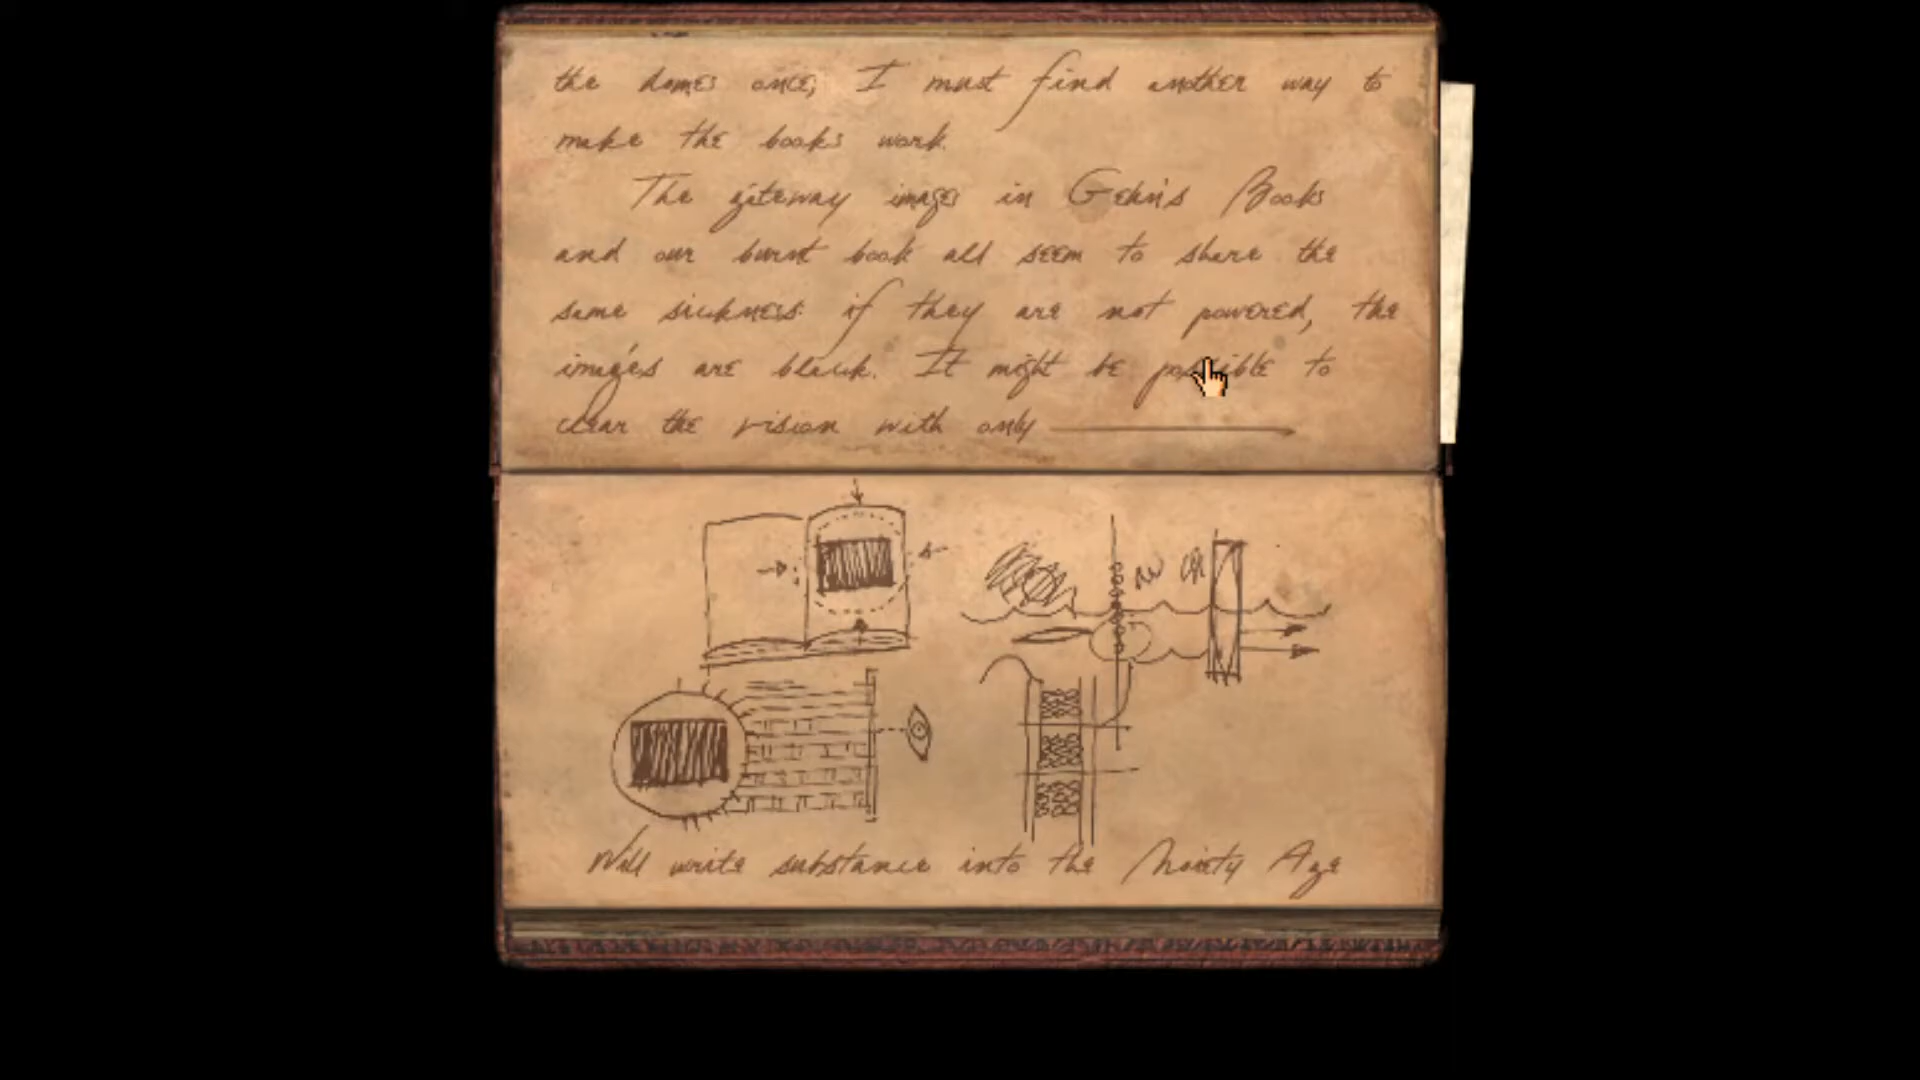 the domes once; I must find another way to
make the books work.
The gateway images in Gehn's Books
and our burnt book all seem to share the
same sickness: if they are not powered, the
images are black. It might be possible to
clear the vision with only
Will write substance into the Moiety Age